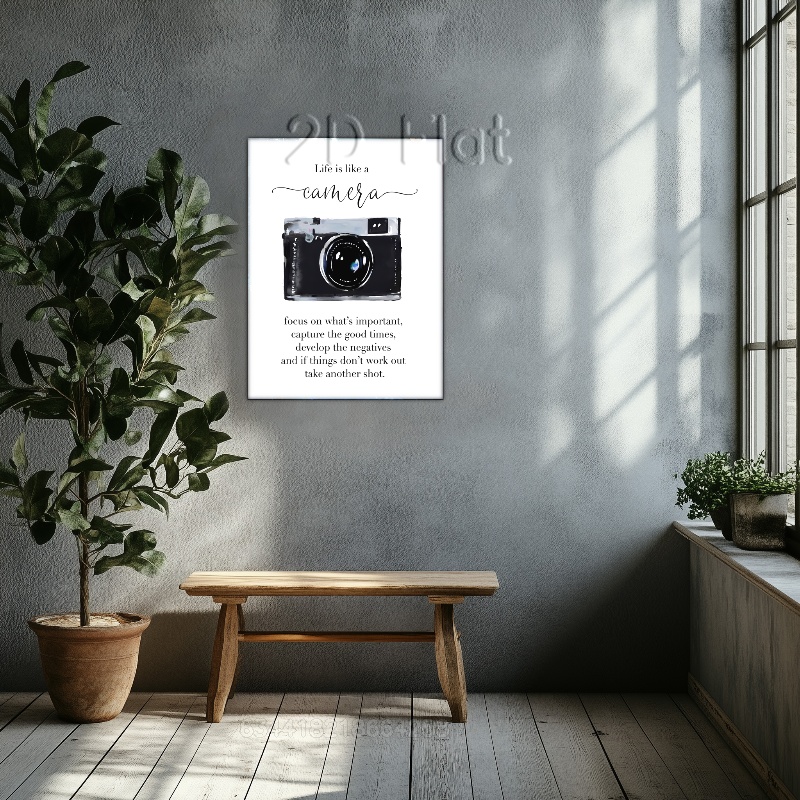 2D Flat
Life is like a
camera
focus on what's important,
capture the good times,
develop the negatives
and if things don't work out
take another shot.